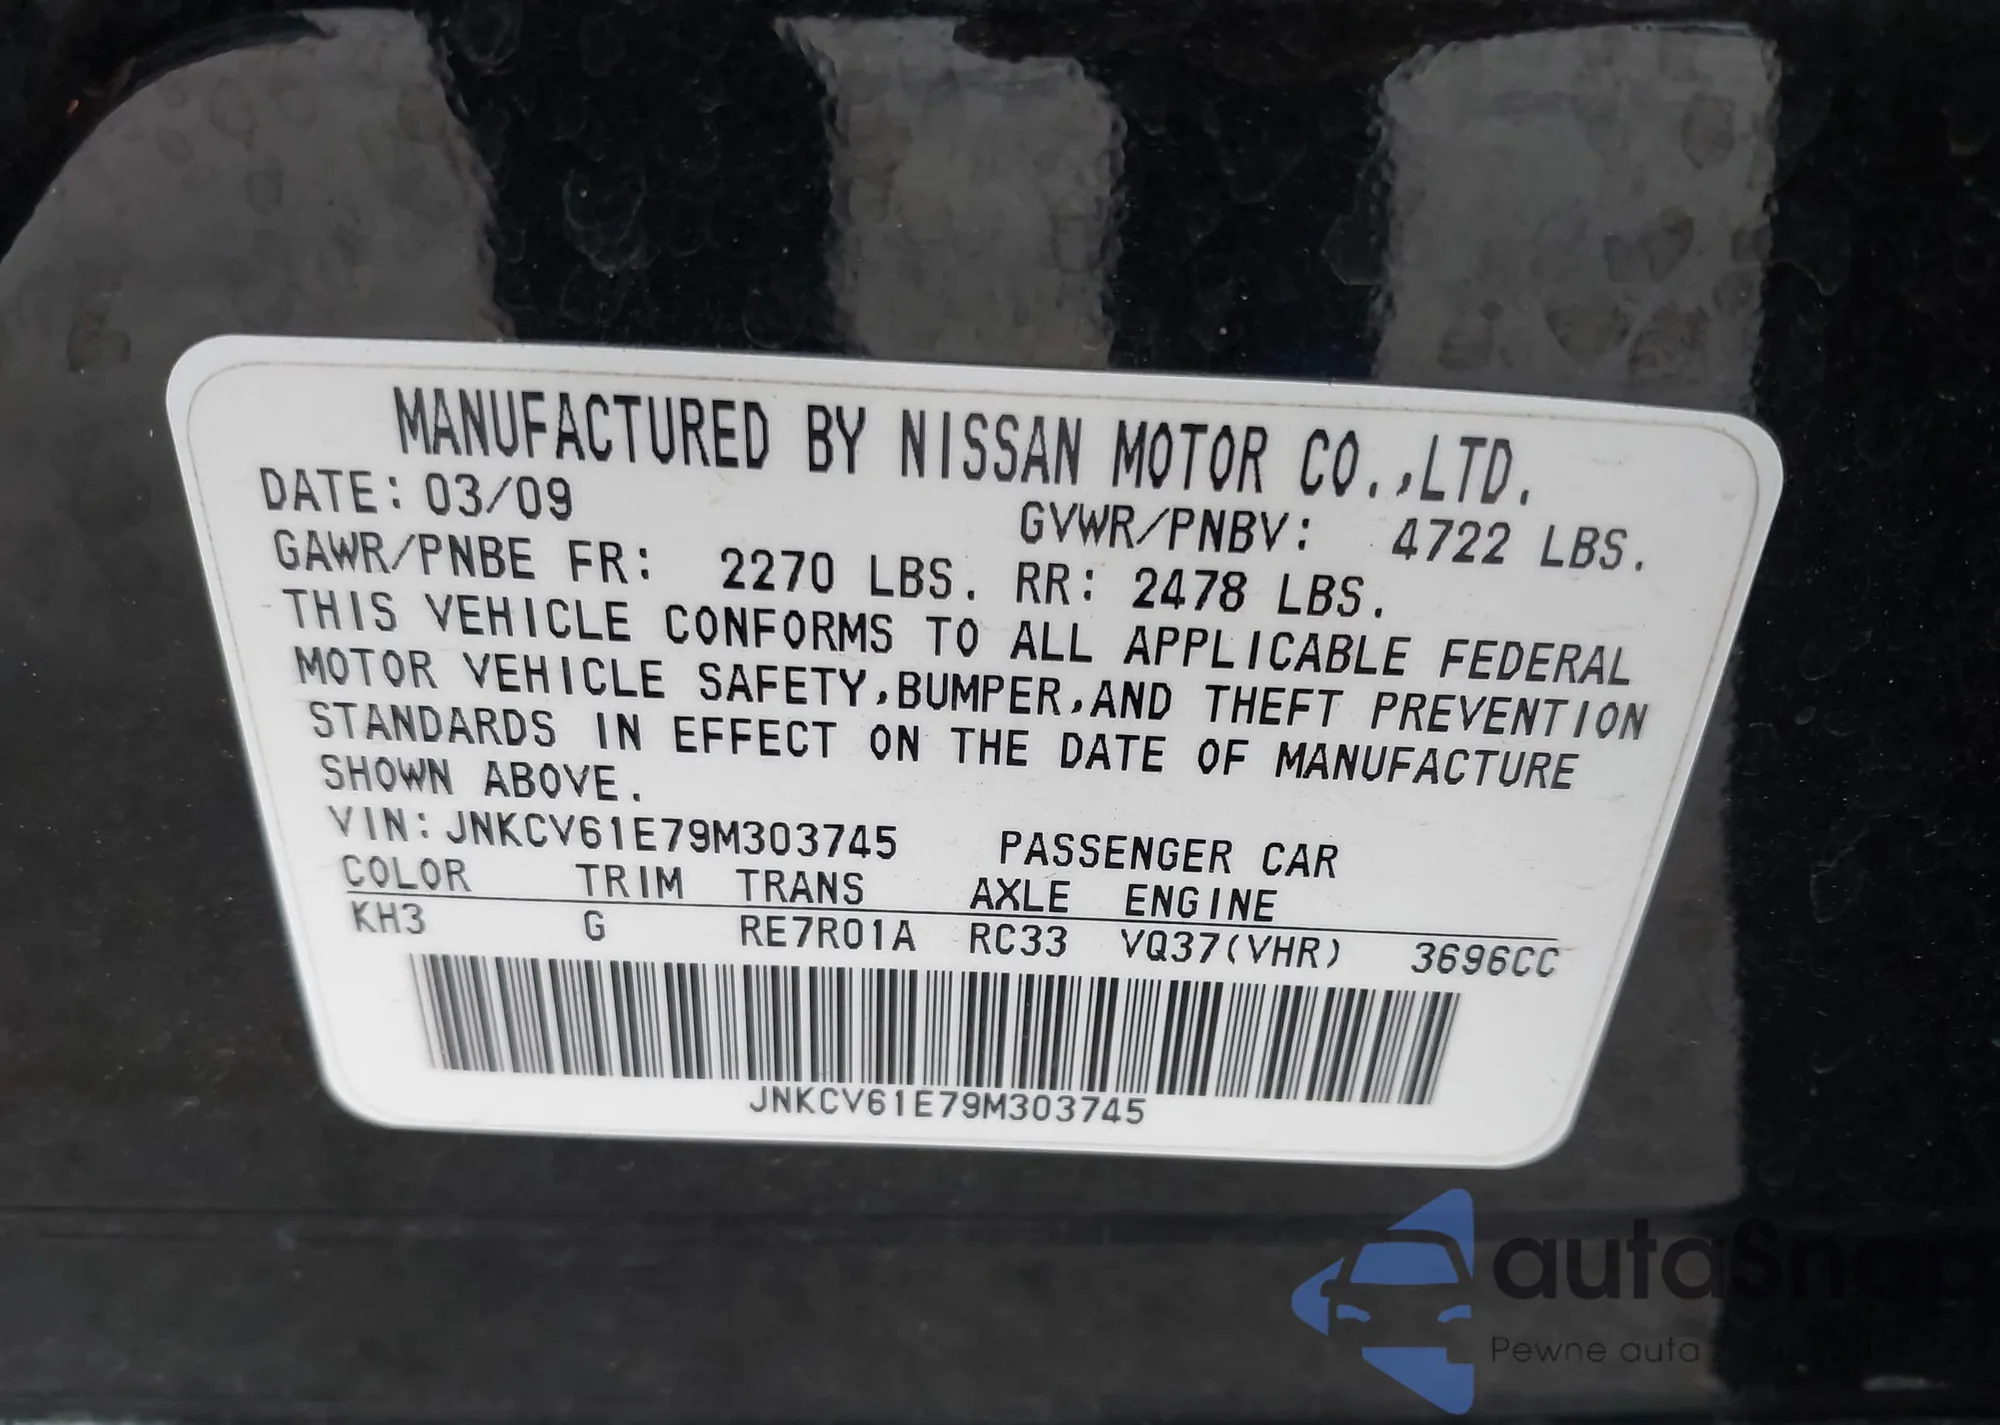 MANUFACTURED BY NISSAN MOTOR CO.,LTD.
DATE: 03/09 GVWR/PNBV: 4722 LBS.
GAWR/PNBE FR: 2270 LBS. RR: 2478 LBS.
THIS VEHICLE CONFORMS TO ALL APPLICABLE FEDERAL
MOTOR VEHICLE SAFETY,BUMPER,AND THEFT PREVENTION
STANDARDS IN EFFECT ON THE DATE OF MANUFACTURE
SHOWN ABOVE.
VIN:JNKCV61E79M303745 PASSENGER CAR
COLOR TRIM TRANS AXLE ENGINE
KH3 G RE7R01A RC33 VQ37(VHR) 3696CC
JNKCV61E79M303745
autaSnap
Pewne auta